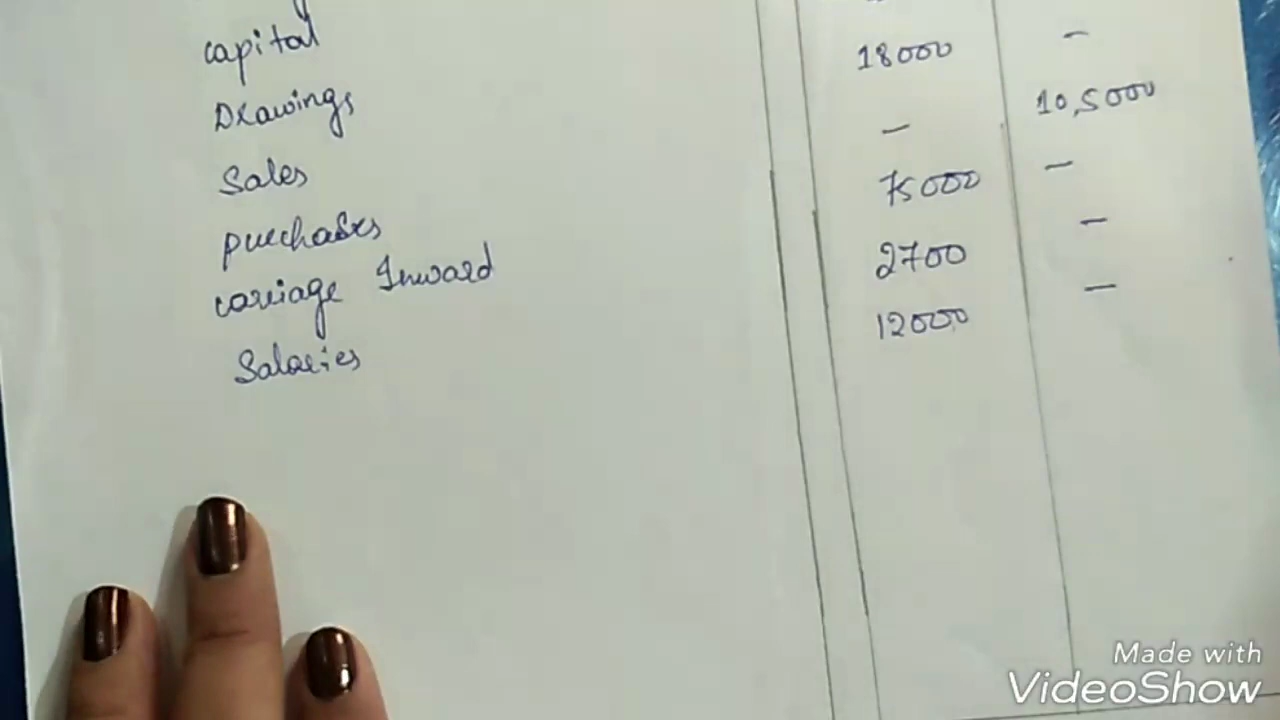 capital
Drawings 18000 -
Sales - 10,5000
purchases 75000 -
carriage Inward 2700 -
Salaries 12000 -
Made with
VideoShow